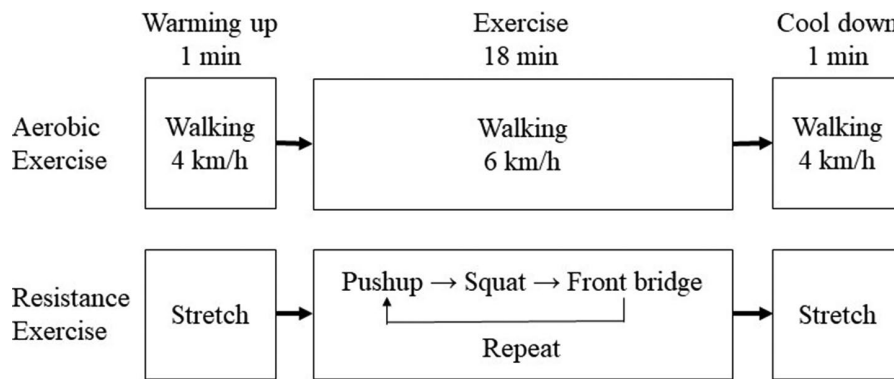 Warming up
1 min
Exercise
18 min
Cool down
1 min
Aerobic
Exercise
Walking
4 km/h
Walking
6 km/h
Walking
4 km/h
Resistance
Exercise
Stretch
Pushup → Squat → Front bridge
Repeat
Stretch